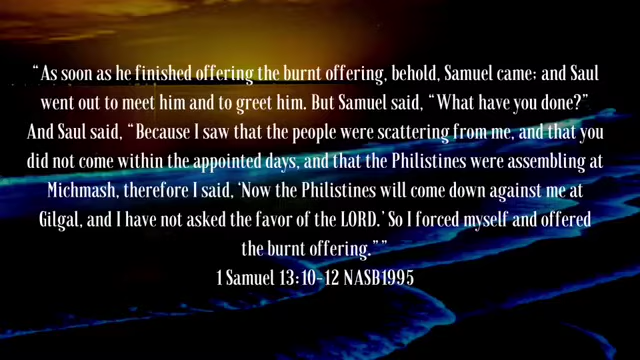 “As soon as he finished offering the burnt offering, behold, Samuel came; and Saul
went out to meet him and to greet him. But Samuel said, “What have you done?”
And Saul said, “Because I saw that the people were scattering from me, and that you
did not come within the appointed days, and that the Philistines were assembling at
Michmash, therefore I said, ‘Now the Philistines will come down against me at
Gilgal, and I have not asked the favor of the LORD.’ So I forced myself and offered
the burnt offering.””
1 Samuel 13:10-12 NASB1995